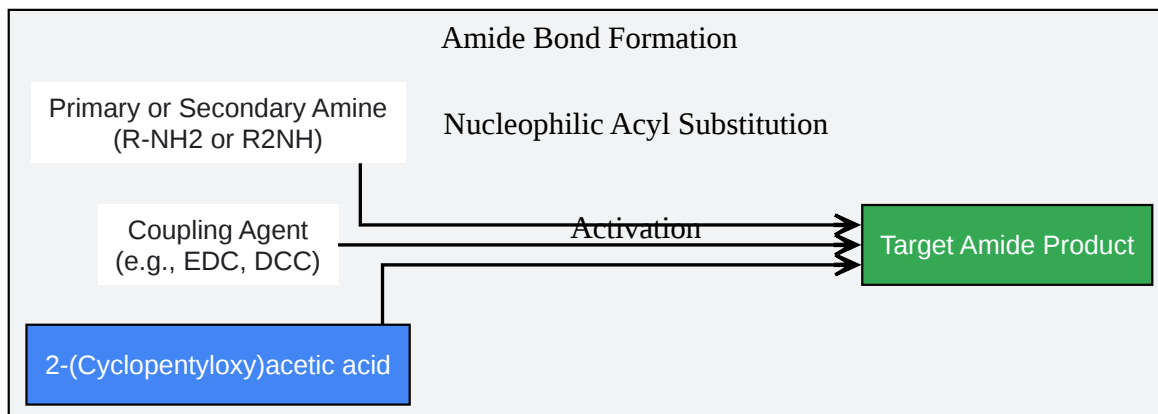 Amide Bond Formation
Primary or Secondary Amine
(R-NH2 or R2NH)
Nucleophilic Acyl Substitution
Coupling Agent
(e.g., EDC, DCC)
Activation
Target Amide Product
2-(Cyclopentyloxy)acetic acid